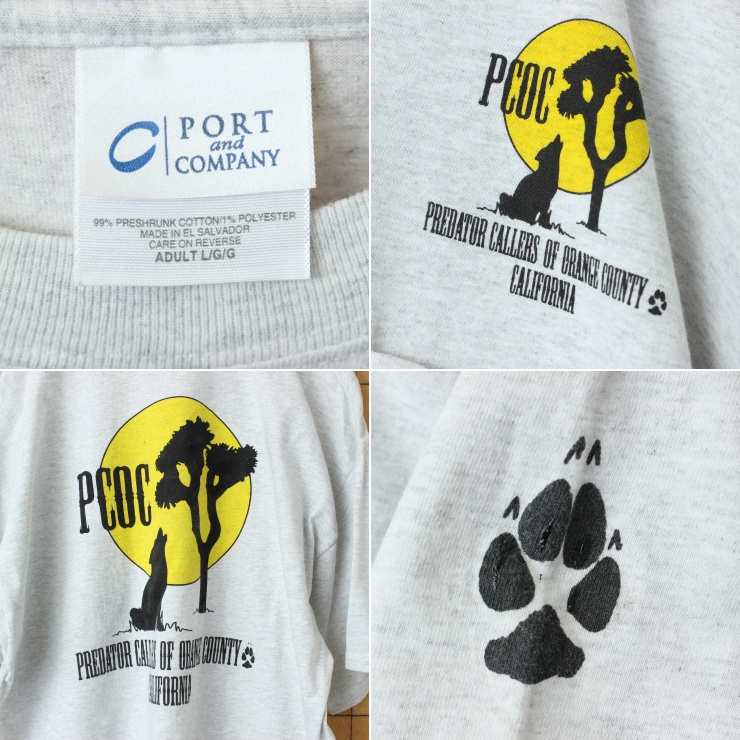 PORT
and
COMPANY
99% PRESHRUNK COTTON/1% POLYESTER
MADE IN EL SALVADOR
CARE ON REVERSE
ADULT L/G/G
PCOC
PREDATOR CALLERS OF ORANGE COUNTY
CALIFORNIA
PCOC
PREDATOR CALLERS OF ORANGE COUNTY
CALIFORNIA